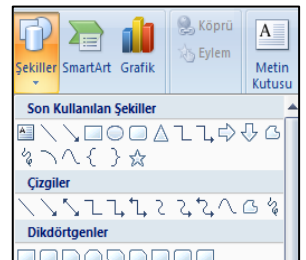 Köprü
Eylem
Şekiller SmartArt Grafik Metin
Kutusu
Son Kullanılan Şekiller
Çizgiler
Dikdörtgenler